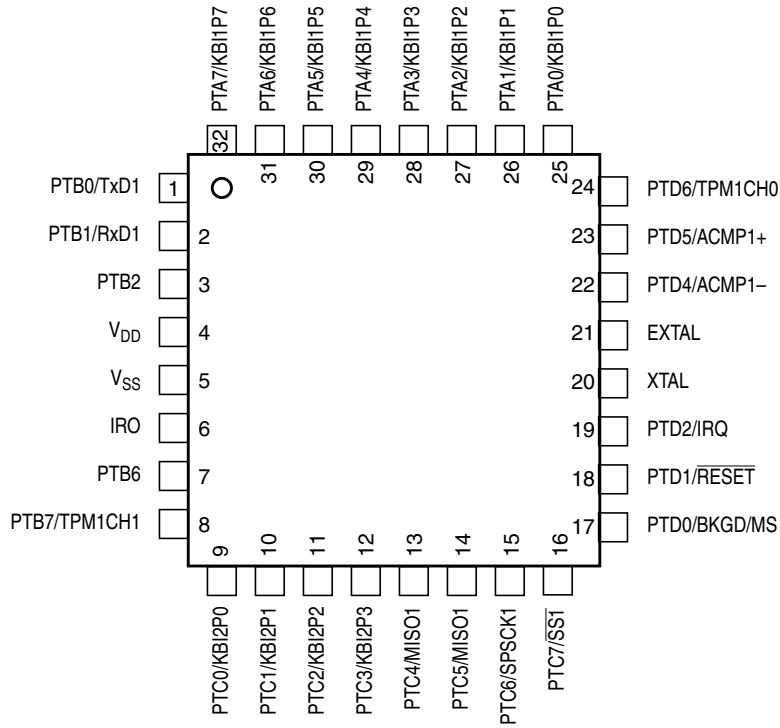 PTA7/KBI1P7
PTA6/KBI1P6
PTA5/KBI1P5
PTA4/KBI1P4
PTA3/KBI1P3
PTA2/KBI1P2
PTA1/KBI1P1
PTA0/KBI1P0
32
31
30
29
28
27
26
25
PTB0/TxD1
1
PTB1/RxD1
2
PTB2
3
VDD
4
VSS
5
IRO
6
PTB6
7
PTB7/TPM1CH1
8
24
PTD6/TPM1CH0
23
PTD5/ACMP1+
22
PTD4/ACMP1–
21
EXTAL
20
XTAL
19
PTD2/IRQ
18
PTD1/RESET
17
PTD0/BKGD/MS
9
10
11
12
13
14
15
16
PTC0/KBI2P0
PTC1/KBI2P1
PTC2/KBI2P2
PTC3/KBI2P3
PTC4/MISO1
PTC5/MISO1
PTC6/SPSCK1
PTC7/SS1